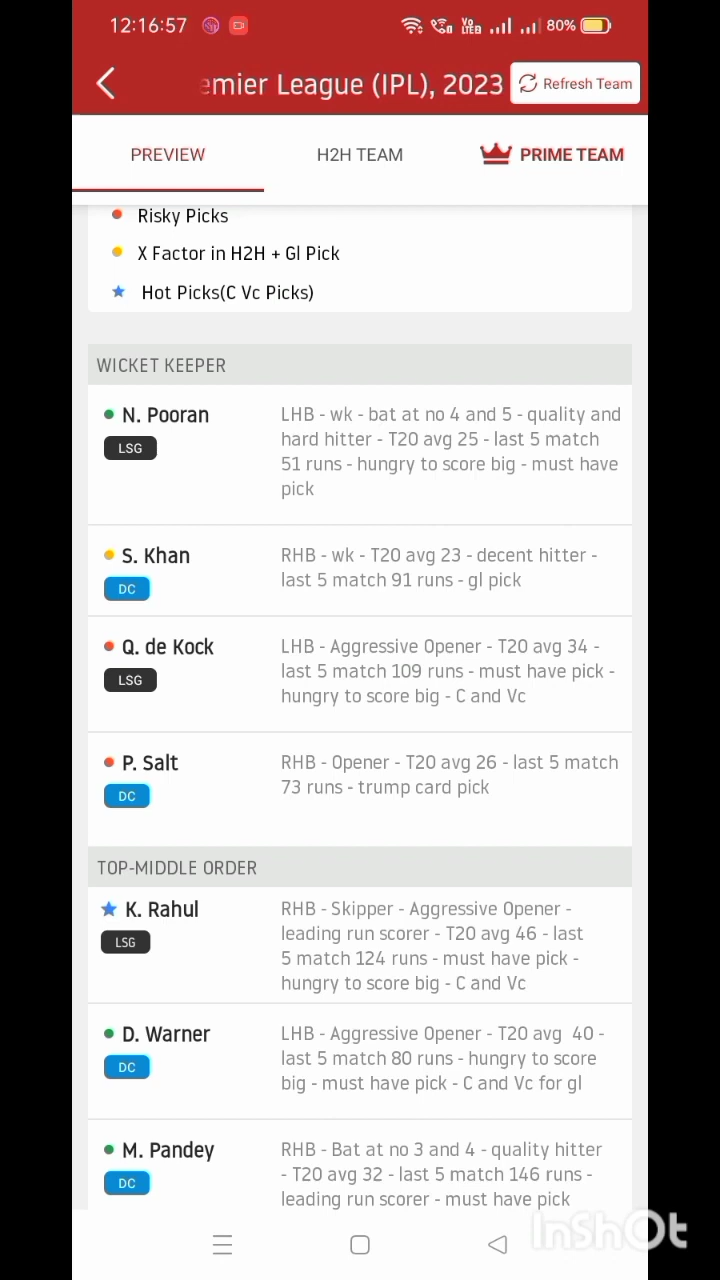 12:16:57
Vo LTE2
80%
emier League (IPL), 2023
Refresh Team
PREVIEW
H2H TEAM
PRIME TEAM
Risky Picks
X Factor in H2H + Gl Pick
Hot Picks(C Vc Picks)
WICKET KEEPER
N. Pooran
LSG
LHB - wk - bat at no 4 and 5 - quality and
hard hitter - T20 avg 25 - last 5 match
51 runs - hungry to score big - must have
pick
S. Khan
DC
RHB - wk - T20 avg 23 - decent hitter -
last 5 match 91 runs - gl pick
Q. de Kock
LSG
LHB - Aggressive Opener - T20 avg 34 -
last 5 match 109 runs - must have pick -
hungry to score big - C and Vc
P. Salt
DC
RHB - Opener - T20 avg 26 - last 5 match
73 runs - trump card pick
TOP-MIDDLE ORDER
K. Rahul
LSG
RHB - Skipper - Aggressive Opener -
leading run scorer - T20 avg 46 - last
5 match 124 runs - must have pick -
hungry to score big - C and Vc
D. Warner
DC
LHB - Aggressive Opener - T20 avg 40 -
last 5 match 80 runs - hungry to score
big - must have pick - C and Vc for gl
M. Pandey
DC
RHB - Bat at no 3 and 4 - quality hitter
- T20 avg 32 - last 5 match 146 runs -
leading run scorer - must have pick
InShOt